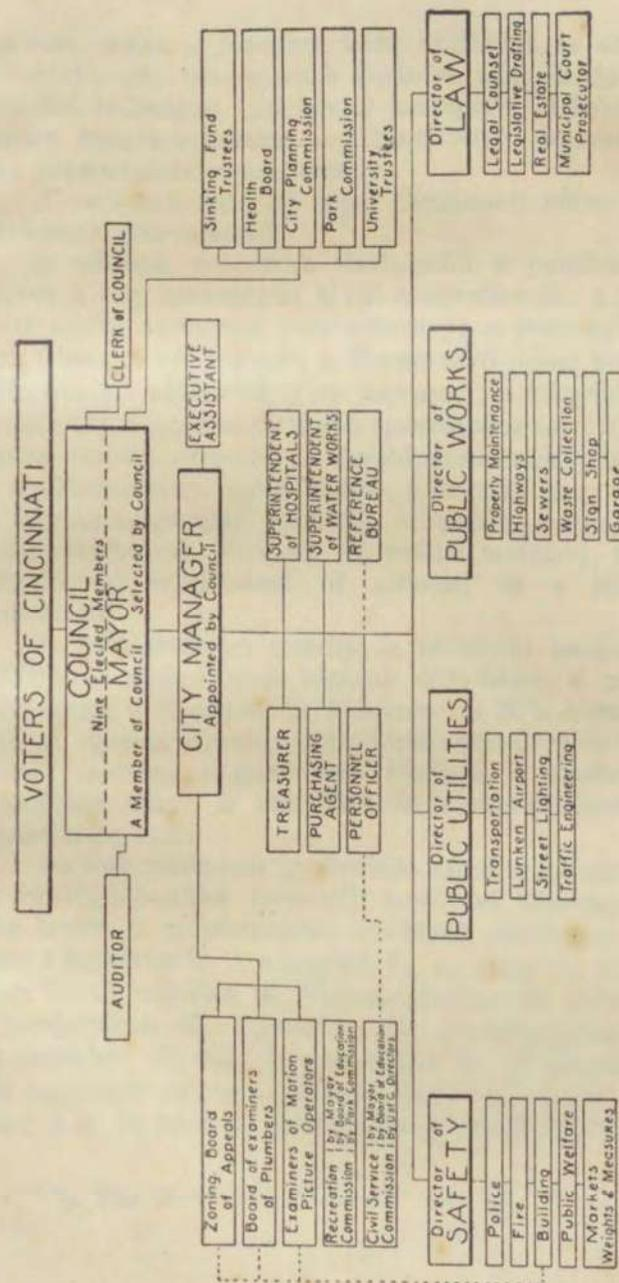 VOTERS OF CINCINNATI
COUNCIL
Nine Elected Members
MAYOR
A Member of Council Selected by Council
AUDITOR
CLERK of COUNCIL
CITY MANAGER
Appointed by Council
EXECUTIVE
ASSISTANT
Zoning Board
of Appeals
Board of examiners
of Plumbers
Examiners of Motion
Picture Operators
Recreation
Commission
by Mayor
by Board of Education
by Park Commission
Civil Service
Commission
by Mayor
by Board of Education
by U of C Directors
TREASURER
PURCHASING
AGENT
PERSONNEL
OFFICER
SUPERINTENDENT
of HOSPITALS
SUPERINTENDENT
of WATER WORKS
REFERENCE
BUREAU
Sinking Fund
Trustees
Health
Board
City Planning
Commission
Park
Commission
University
Trustees
Director of
SAFETY
Police
Fire
Building
Public Welfare
Markets
Weights & Measures
Director of
PUBLIC UTILITIES
Transportation
Lunken Airport
Street Lighting
Traffic Engineering
Director of
PUBLIC WORKS
Property Maintenance
Highways
Sewers
Waste Collection
Sign Shop
Garage
Director of
LAW
Legal Counsel
Legislative Drafting
Real Estate
Municipal Court
Prosecutor